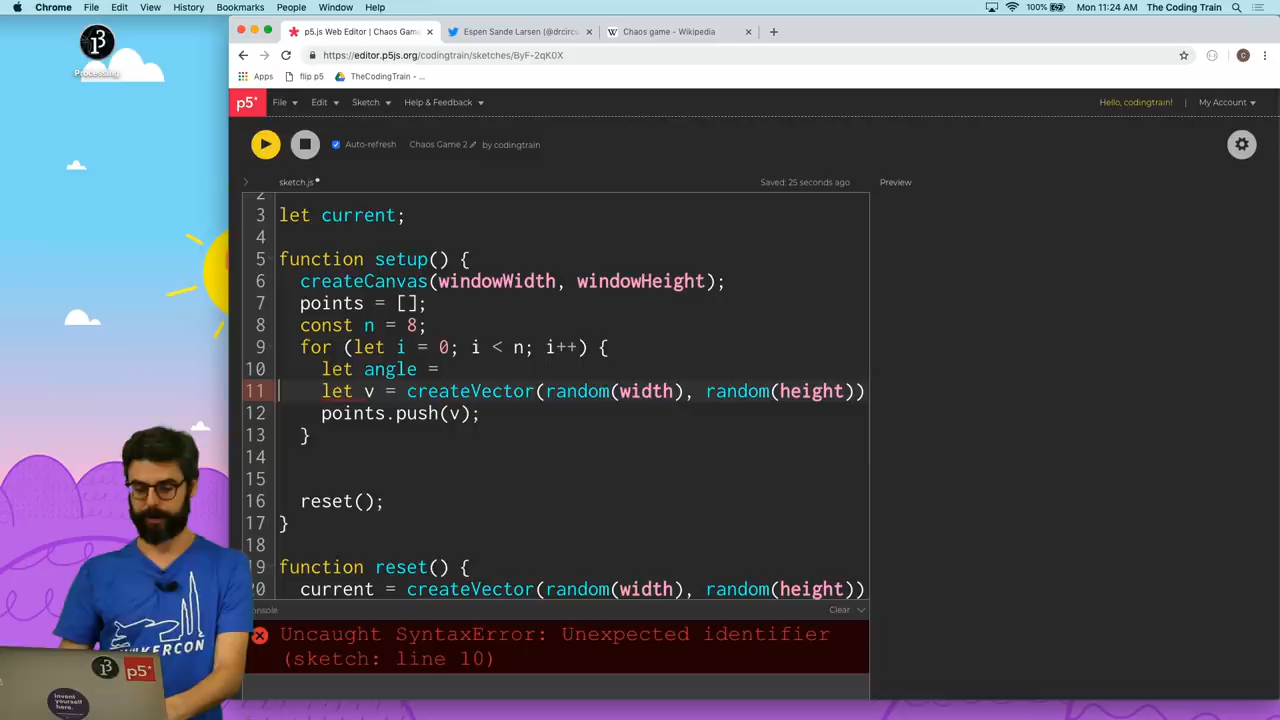 Chrome File Edit View History Bookmarks People Window Help 100% Mon 11:24 AM The Coding Train
p5.js Web Editor | Chaos Gam Espen Sande Larsen (@drcircu Chaos game - Wikipedia
https://editor.p5js.org/codingtrain/sketches/ByF-2qK0X
Apps flip p5 TheCodingTrain - ...
Processing
p5* File Edit Sketch Help & Feedback Hello, codingtrain! | My Account
Auto-refresh Chaos Game 2 by codingtrain
sketch.js Saved: 25 seconds ago Preview
2
3 let current;
4
5 function setup() {
6 createCanvas(windowWidth, windowHeight);
7 points = [];
8 const n = 8;
9 for (let i = 0; i < n; i++) {
10 let angle =
11 let v = createVector(random(width), random(height))
12 points.push(v);
13 }
14
15
16 reset();
17 }
18
19 function reset() {
20 current = createVector(random(width), random(height))
onsole Clear
Uncaught SyntaxError: Unexpected identifier
(sketch: line 10)
p5*
Invent
yourself
here.